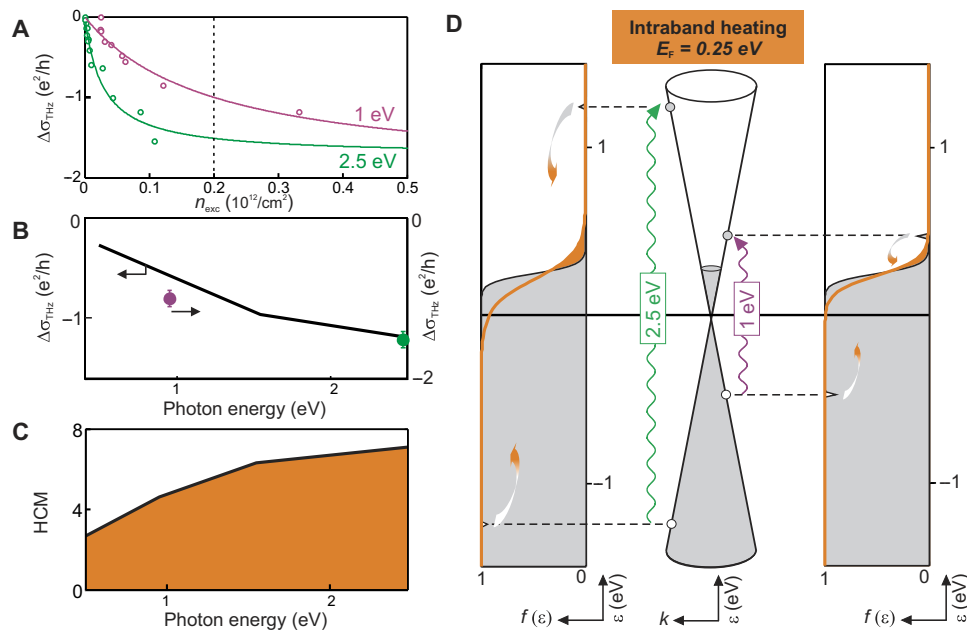 A
Δσ_THz (e²/h)
0
−1
−2
1 eV
2.5 eV
0 0.1 0.2 0.3 0.4 0.5
n_exc (10¹²/cm²)
B
Δσ_THz (e²/h)
0
−0.5
−1
0
−2
Δσ_THz (e²/h)
1 2
Photon energy (eV)
C
HCM
8
4
0
1 2
Photon energy (eV)
D
Intraband heating
E_F = 0.25 eV
1
−1
1 0
f (ε)
ε (eV)
2.5 eV
1 eV
k
ε (eV)
1
−1
1 0
f (ε)
ε (eV)